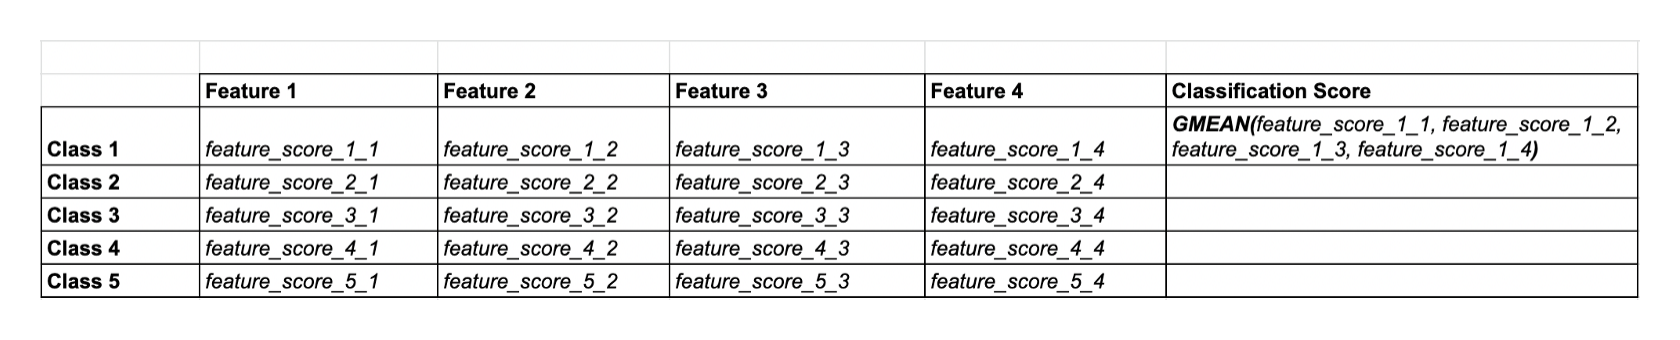 Feature 1 Feature 2 Feature 3 Feature 4 Classification Score
Class 1 feature_score_1_1 feature_score_1_2 feature_score_1_3 feature_score_1_4 GMEAN(feature_score_1_1, feature_score_1_2,
feature_score_1_3, feature_score_1_4)
Class 2 feature_score_2_1 feature_score_2_2 feature_score_2_3 feature_score_2_4
Class 3 feature_score_3_1 feature_score_3_2 feature_score_3_3 feature_score_3_4
Class 4 feature_score_4_1 feature_score_4_2 feature_score_4_3 feature_score_4_4
Class 5 feature_score_5_1 feature_score_5_2 feature_score_5_3 feature_score_5_4